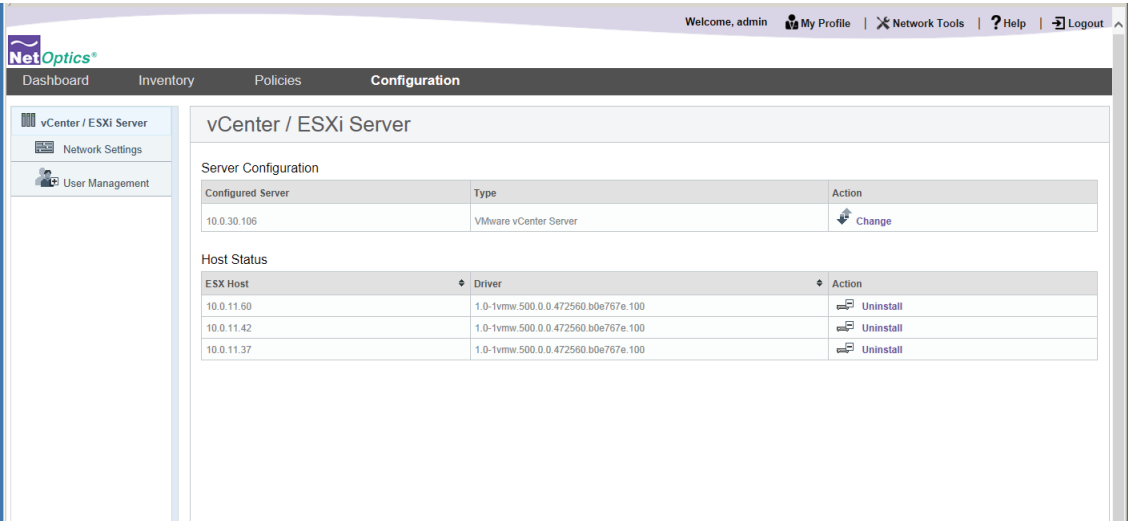 Welcome, admin My Profile | Network Tools | ? Help | Logout
NetOptics®
Dashboard Inventory Policies Configuration
vCenter / ESXi Server
Network Settings
User Management
vCenter / ESXi Server
Server Configuration
Configured Server Type Action
10.0.30.106 VMware vCenter Server Change
Host Status
ESX Host Driver Action
10.0.11.60 1.0-1vmw.500.0.0.472560.b0e767e.100 Uninstall
10.0.11.42 1.0-1vmw.500.0.0.472560.b0e767e.100 Uninstall
10.0.11.37 1.0-1vmw.500.0.0.472560.b0e767e.100 Uninstall